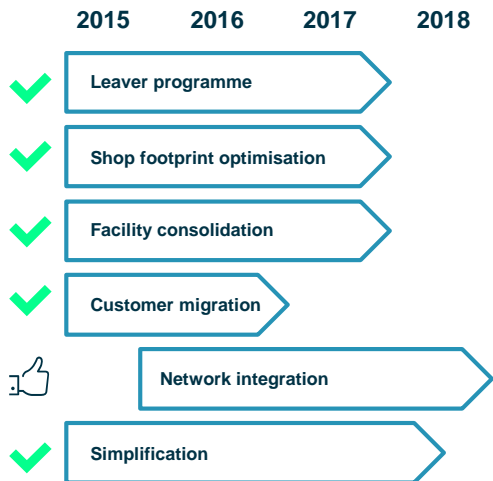 2015 2016 2017 2018
Leaver programme
Shop footprint optimisation
Facility consolidation
Customer migration
Network integration
Simplification